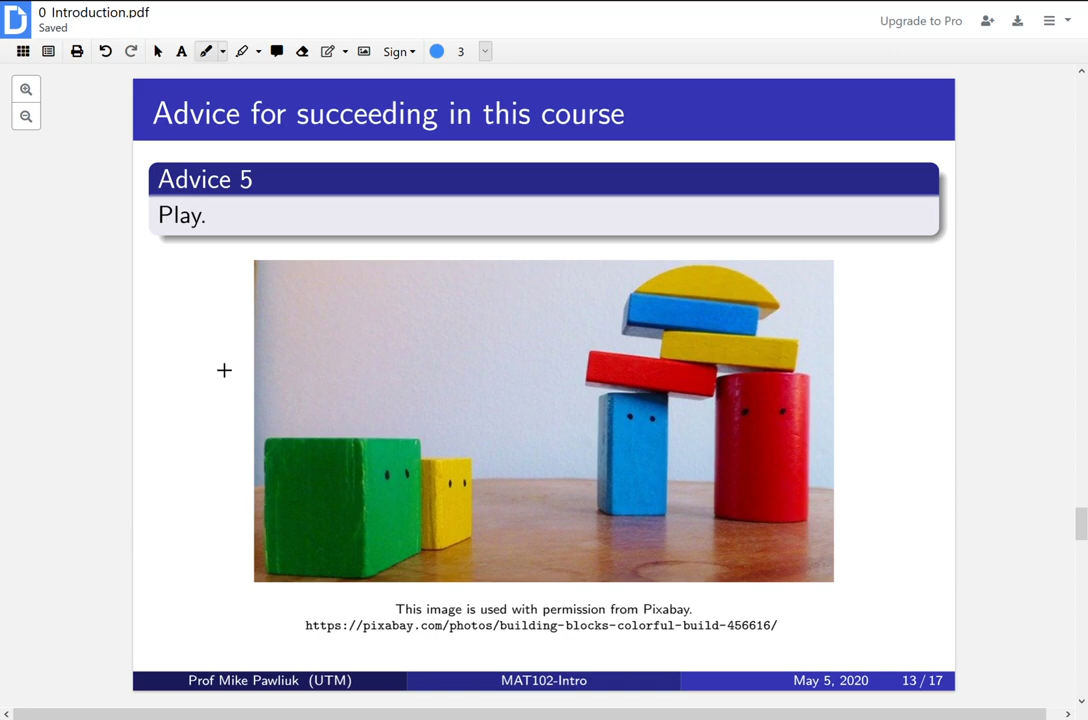 0 Introduction.pdf
Saved
Upgrade to Pro
A
Sign
3
Advice for succeeding in this course
Advice 5
Play.
This image is used with permission from Pixabay.
https://pixabay.com/photos/building-blocks-colorful-build-456616/
Prof Mike Pawliuk (UTM) MAT102-Intro May 5, 2020 13 / 17